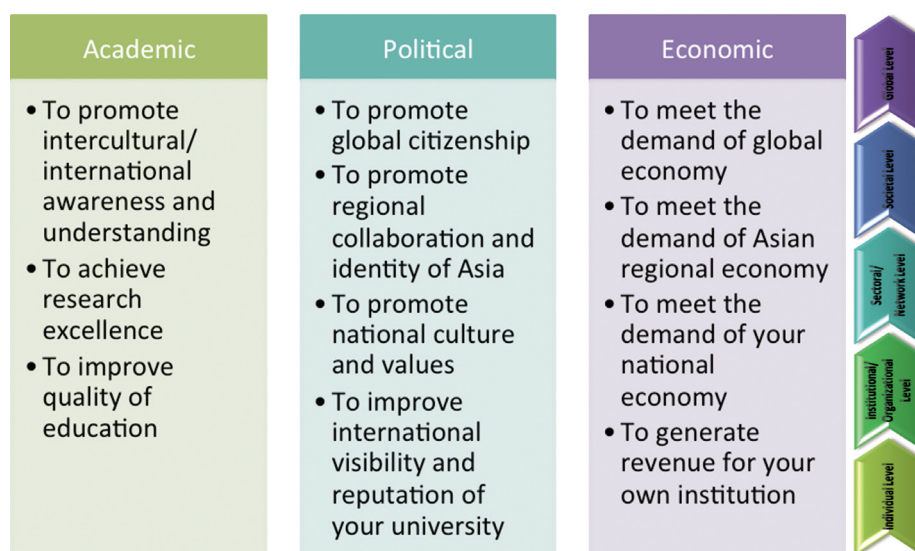 Academic
• To promote
intercultural/
international
awareness and
understanding
• To achieve
research
excellence
• To improve
quality of
education
Political
• To promote
global citizenship
• To promote
regional
collaboration and
identity of Asia
• To promote
national culture
and values
• To improve
international
visibility and
reputation of
your university
Economic
• To meet the
demand of global
economy
• To meet the
demand of Asian
regional economy
• To meet the
demand of your
national
economy
• To generate
revenue for your
own institution
Global Level
Societal Level
Sectoral/
Network Level
Institutional/
Organizational
Level
Individual Level